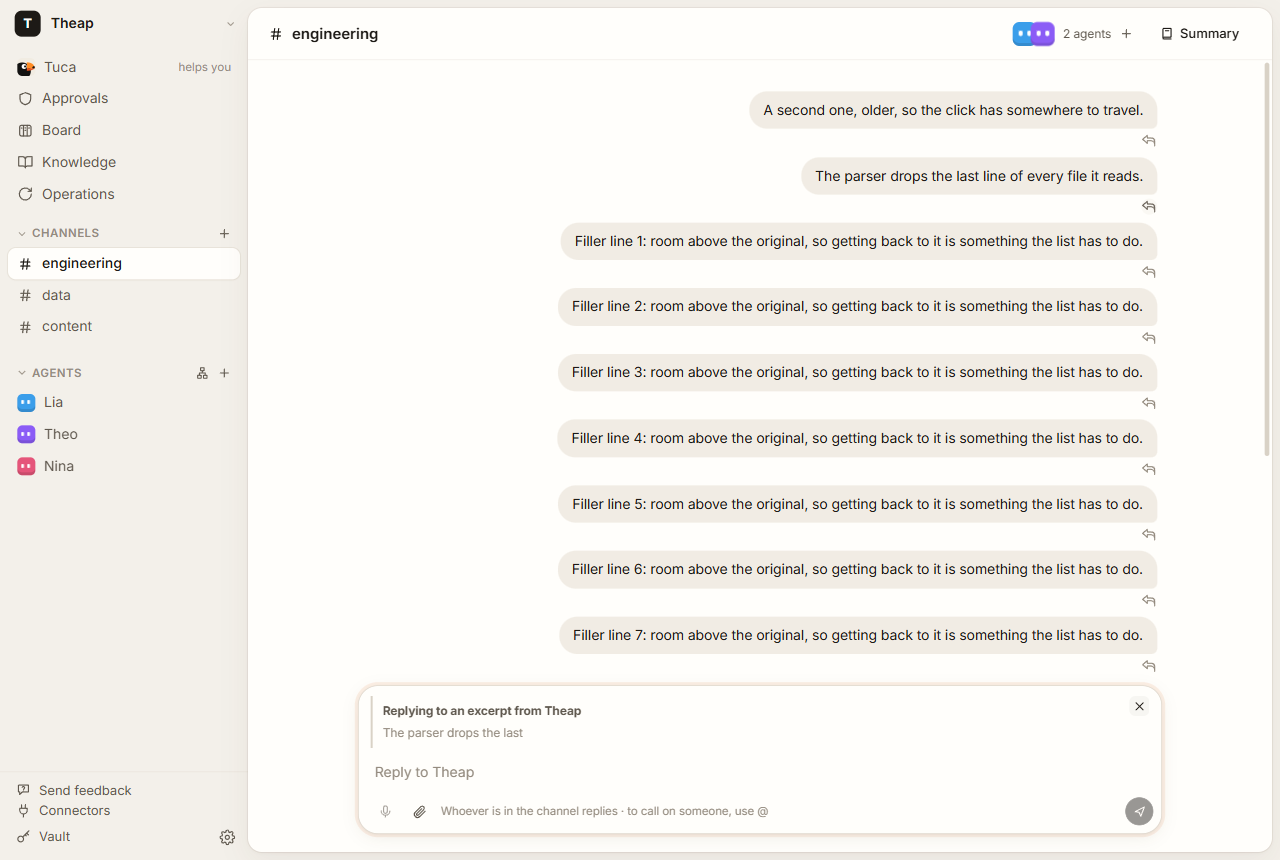 T Theap
Tuca helps you
Approvals
Board
Knowledge
Operations
CHANNELS
# engineering
# data
# content
AGENTS
Lia
Theo
Nina
Send feedback
Connectors
Vault
# engineering
2 agents + Summary
A second one, older, so the click has somewhere to travel.
The parser drops the last line of every file it reads.
Filler line 1: room above the original, so getting back to it is something the list has to do.
Filler line 2: room above the original, so getting back to it is something the list has to do.
Filler line 3: room above the original, so getting back to it is something the list has to do.
Filler line 4: room above the original, so getting back to it is something the list has to do.
Filler line 5: room above the original, so getting back to it is something the list has to do.
Filler line 6: room above the original, so getting back to it is something the list has to do.
Filler line 7: room above the original, so getting back to it is something the list has to do.
Replying to an excerpt from Theap
The parser drops the last
Reply to Theap
Whoever is in the channel replies · to call on someone, use @